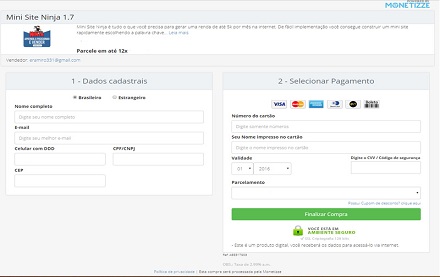 MONETIZZE
Mini Site Ninja 1.7
Mini Site Ninja é tudo o que você precisa para gerar uma renda de até 5k por mês na internet. De fácil implementação você consegue construir um mini site
rapidamente escolhendo a palavra chave ... Leia mais
Parcele em até 12x
Vendedor:
1 - Dados cadastrais
Brasileiro Estrangeiro
Nome completo
Digite seu nome completo
E-mail
Digite seu melhor e-mail
Celular com DDD CPF/CNPJ
CEP
2 - Selecionar Pagamento
VISA
Número do cartão
Digite somente números
Seu Nome impresso no cartão
Digite o nome impresso no cartão
Validade Digite o CVV / Código de segurança
01 2016
Parcelamento
Possui Cupom de desconto? clique aqui
Finalizar Compra
VOCÊ ESTÁ EM
AMBIENTE SEGURO
- Este é um produto digital, você receberá os dados para acessá-lo via internet.
Política de privacidade - Esta compra será processada pela Monetizze